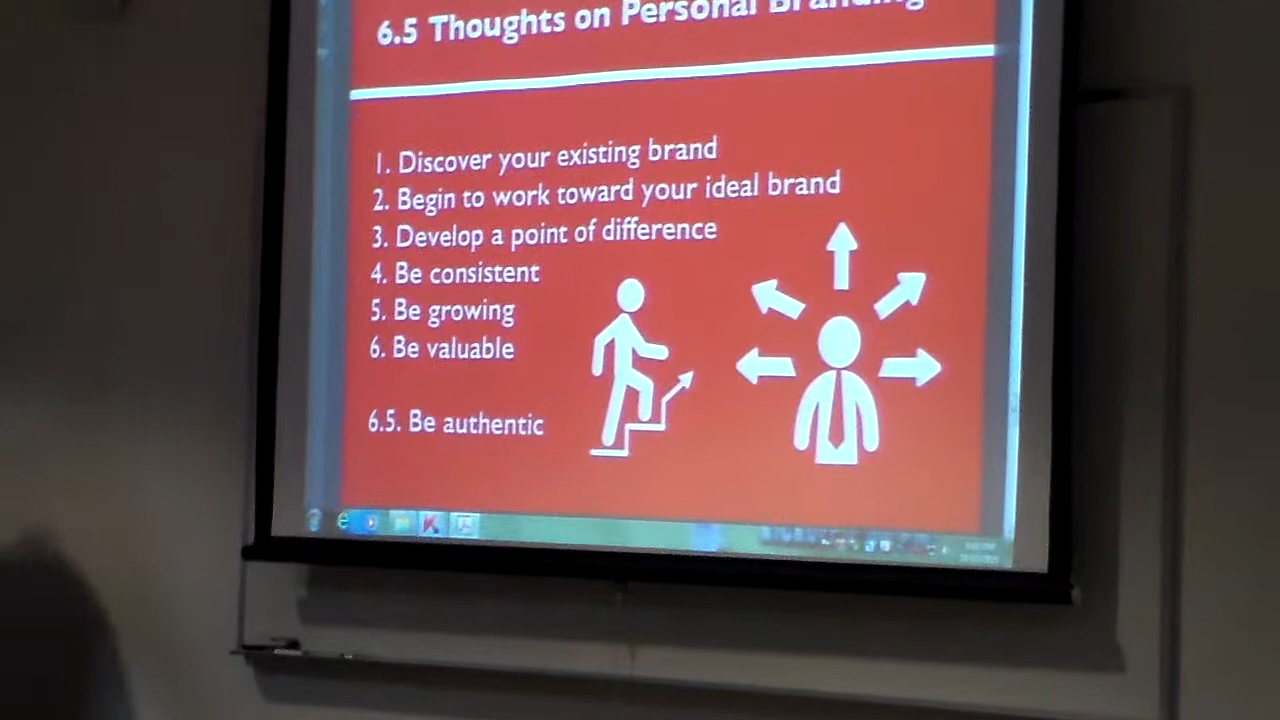 6.5 Thoughts on Personal Branding
1. Discover your existing brand
2. Begin to work toward your ideal brand
3. Develop a point of difference
4. Be consistent
5. Be growing
6. Be valuable
6.5. Be authentic